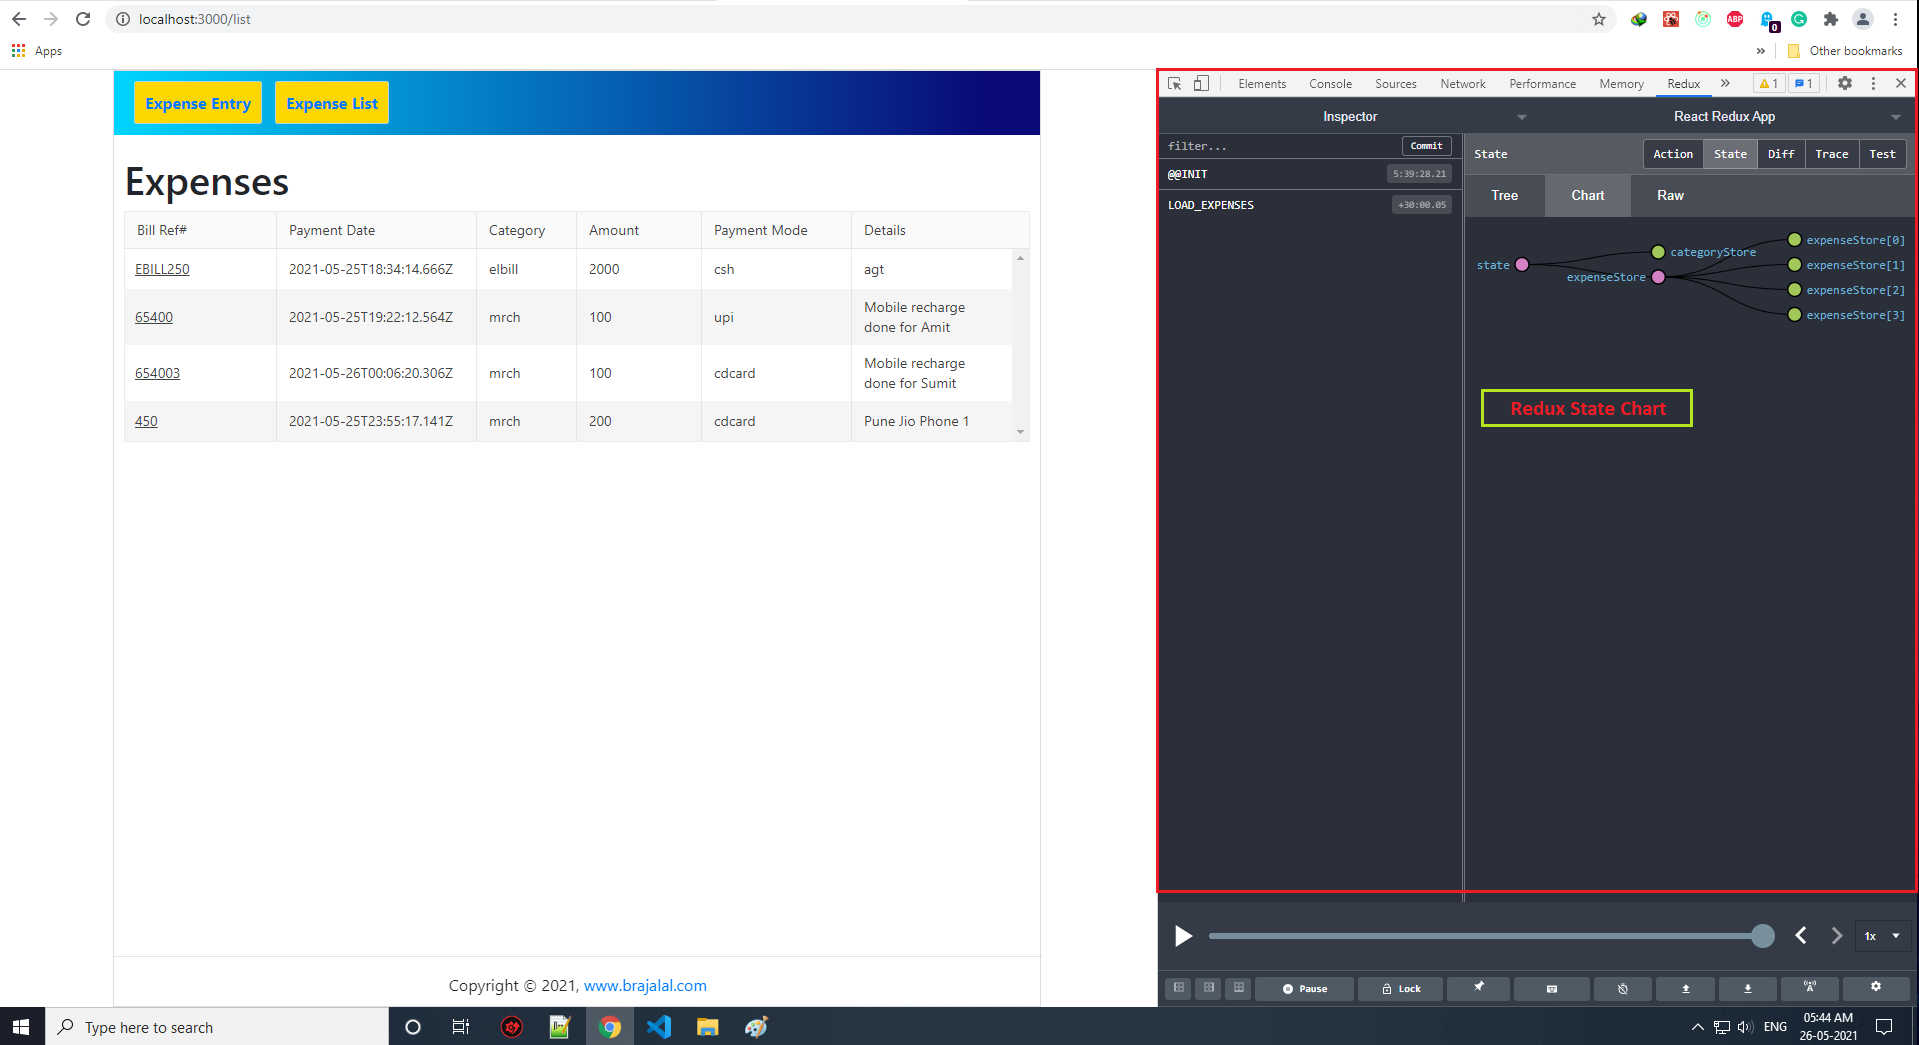 localhost:3000/list
ABP
0
Apps
» Other bookmarks
Expense Entry Expense List
Expenses
Bill Ref# Payment Date Category Amount Payment Mode Details
EBILL250 2021-05-25T18:34:14.666Z elbill 2000 csh agt
65400 2021-05-25T19:22:12.564Z mrch 100 upi Mobile recharge
done for Amit
654003 2021-05-26T00:06:20.306Z mrch 100 cdcard Mobile recharge
done for Sumit
450 2021-05-25T23:55:17.141Z mrch 200 cdcard Pune Jio Phone 1
Copyright © 2021, www.brajalal.com
Elements Console Sources Network Performance Memory Redux » 1 1
Inspector React Redux App
filter... Commit
@@INIT 5:39:28.21
LOAD_EXPENSES +30:00.05
State Action State Diff Trace Test
Tree Chart Raw
state
categoryStore
expenseStore
expenseStore[0]
expenseStore[1]
expenseStore[2]
expenseStore[3]
Redux State Chart
1x
Pause Lock
Type here to search
ENG
05:44 AM
26-05-2021